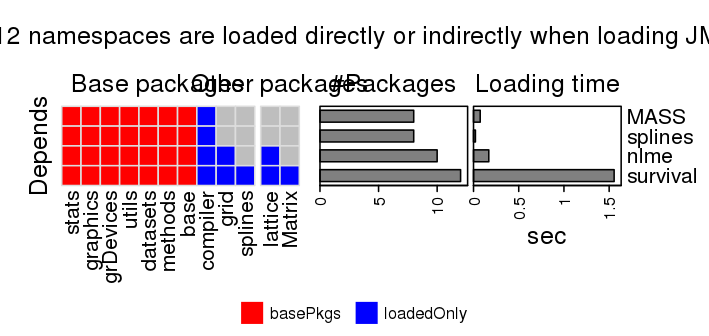 12 namespaces are loaded directly or indirectly when loading JM
Base packages
Other packages
#Packages
Loading time
Depends
MASS
splines
nlme
survival
stats
graphics
grDevices
utils
datasets
methods
base
compiler
grid
splines
lattice
Matrix
0
5
10
0
0.5
1
1.5
sec
basePkgs
loadedOnly